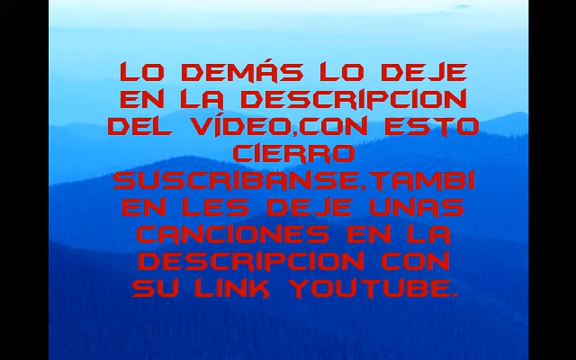 LO DEMÁS LO DEJE
EN LA DESCRIPCION
DEL VÍDEO,CON ESTO
CIERRO
SUSCRIBANSE,TAMBI
EN LES DEJE UNAS
CANCIONES EN LA
DESCRIPCION CON
SU LINK YOUTUBE.